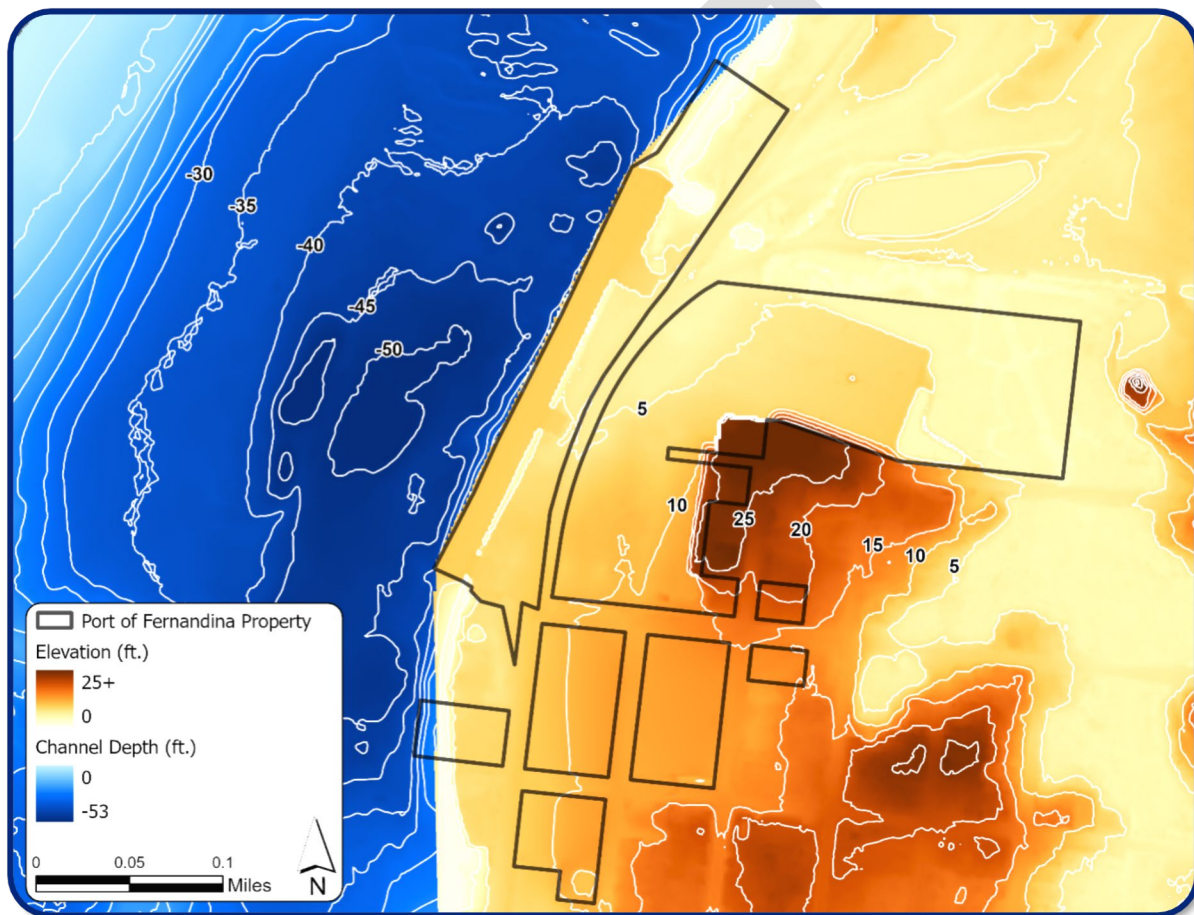 -30
-35
-40
-45
-50
5
10
25
20
15
10
5
Port of Fernandina Property
Elevation (ft.)
25+
0
Channel Depth (ft.)
0
-53
0 0.05 0.1
Miles
N